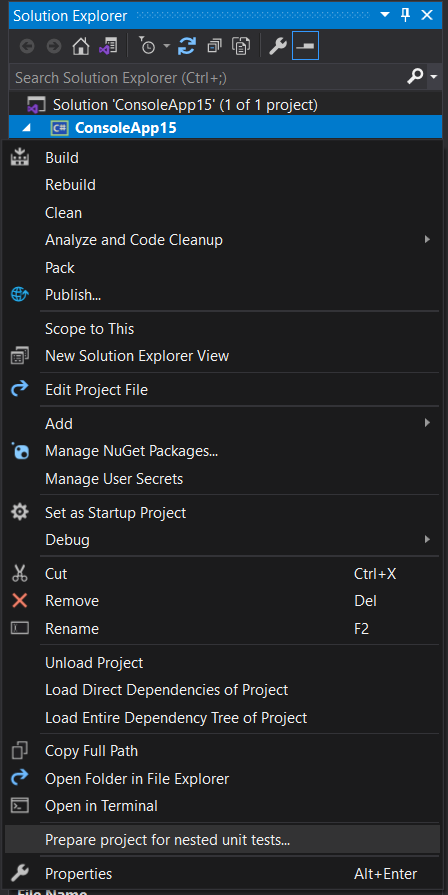 Solution Explorer
Search Solution Explorer (Ctrl+;)
Solution 'ConsoleApp15' (1 of 1 project)
C# ConsoleApp15
Build
Rebuild
Clean
Analyze and Code Cleanup
Pack
Publish...
Scope to This
New Solution Explorer View
Edit Project File
Add
Manage NuGet Packages...
Manage User Secrets
Set as Startup Project
Debug
Cut Ctrl+X
Remove Del
Rename F2
Unload Project
Load Direct Dependencies of Project
Load Entire Dependency Tree of Project
Copy Full Path
Open Folder in File Explorer
Open in Terminal
Prepare project for nested unit tests...
Properties Alt+Enter
File Name